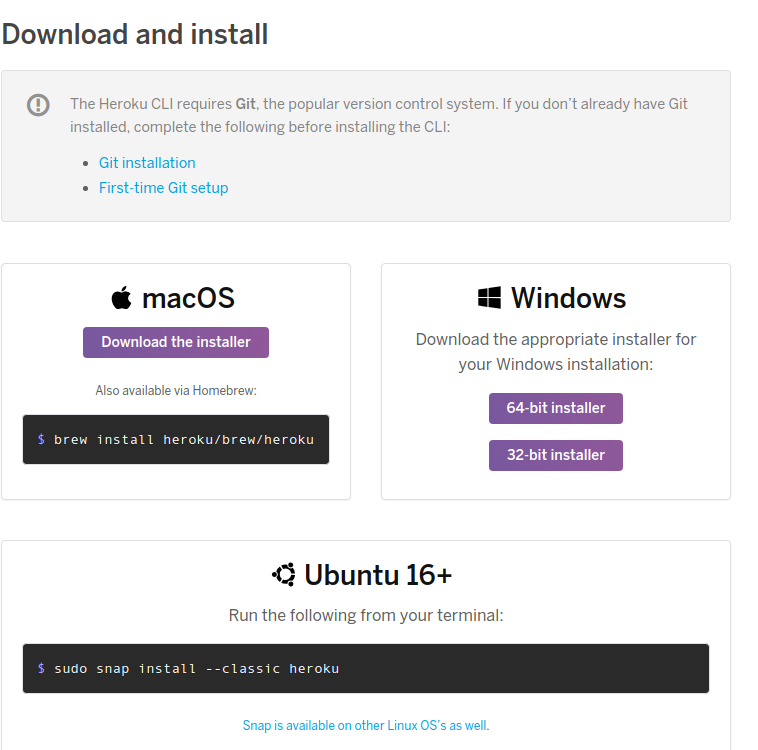 Download and install
The Heroku CLI requires Git, the popular version control system. If you don't already have Git
installed, complete the following before installing the CLI:
• Git installation
• First-time Git setup
macOS
Download the installer
Also available via Homebrew:
$ brew install heroku/brew/heroku
Windows
Download the appropriate installer for
your Windows installation:
64-bit installer
32-bit installer
Ubuntu 16+
Run the following from your terminal:
$ sudo snap install --classic heroku
Snap is available on other Linux OS's as well.